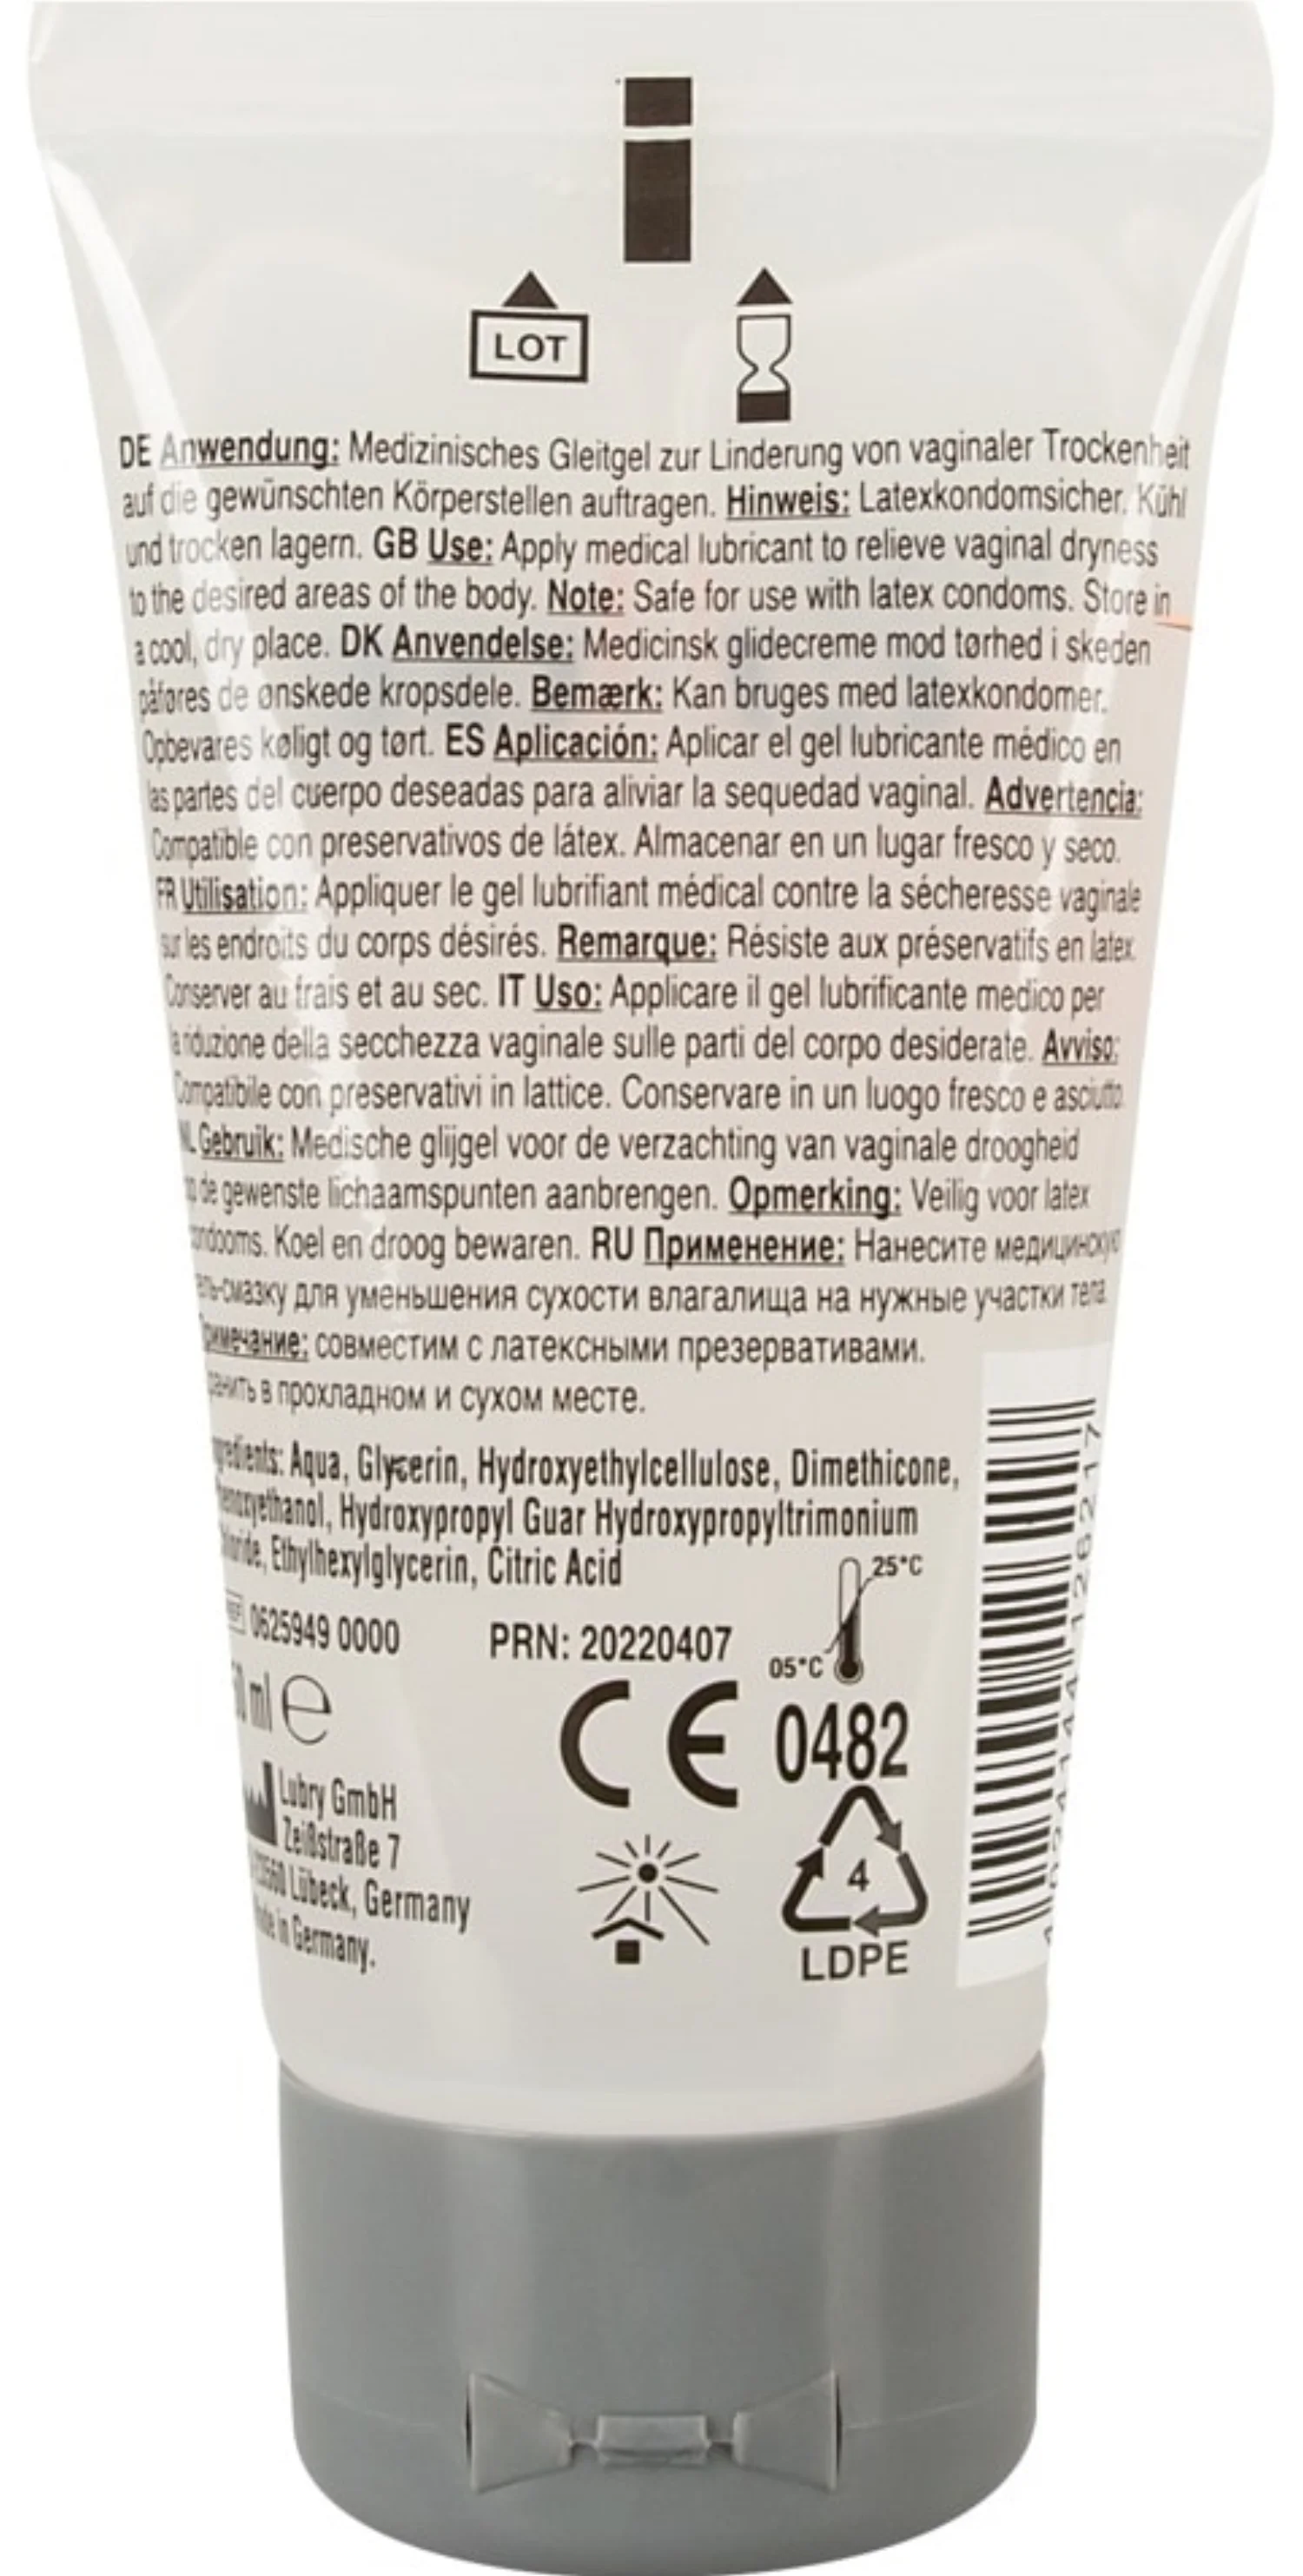 LOT
DE Anwendung: Medizinisches Gleitgel zur Linderung von vaginaler Trockenheit
auf die gewünschten Körperstellen auftragen. Hinweis: Latexkondomsicher. Kühl
und trocken lagern. GB Use: Apply medical lubricant to relieve vaginal dryness
to the desired areas of the body. Note: Safe for use with latex condoms. Store in
a cool, dry place. DK Anvendelse: Medicinsk glidecreme mod tørhed i skeden
påføres de ønskede kropsdele. Bemærk: Kan bruges med latexkondomer.
Opbevares køligt og tørt. ES Aplicación: Aplicar el gel lubricante médico en
las partes del cuerpo deseadas para aliviar la sequedad vaginal. Advertencia:
Compatible con preservativos de látex. Almacenar en un lugar fresco y seco.
FR Utilisation: Appliquer le gel lubrifiant médical contre la sécheresse vaginale
sur les endroits du corps désirés. Remarque: Résiste aux préservatifs en latex.
Conserver au frais et au sec. IT Uso: Applicare il gel lubrificante medico per
la riduzione della secchezza vaginale sulle parti del corpo desiderate. Avviso:
Compatibile con preservativi in lattice. Conservare in un luogo fresco e asciutto.
NL Gebruik: Medische glijgel voor de verzachting van vaginale droogheid
de gewenste lichaamspunten aanbrengen. Opmerking: Veilig voor latex
condooms. Koel en droog bewaren. RU Применение: Нанесите медицинскую
для уменьшения сухости влагалища на нужные участки тела.
Примечание: совместим с латексными презервативами.
в прохладном и сухом месте.
Aqua, Glycerin, Hydroxyethylcellulose, Dimethicone,
Hydroxypropyl Guar Hydroxypropyltrimonium
Ethylhexylglycerin, Citric Acid
25°C
0625949 0000 PRN: 20220407
05°C
ml e
CE 0482
Lubry GmbH
Zeißstraße 7
Lübeck, Germany
in Germany.
4
LDPE